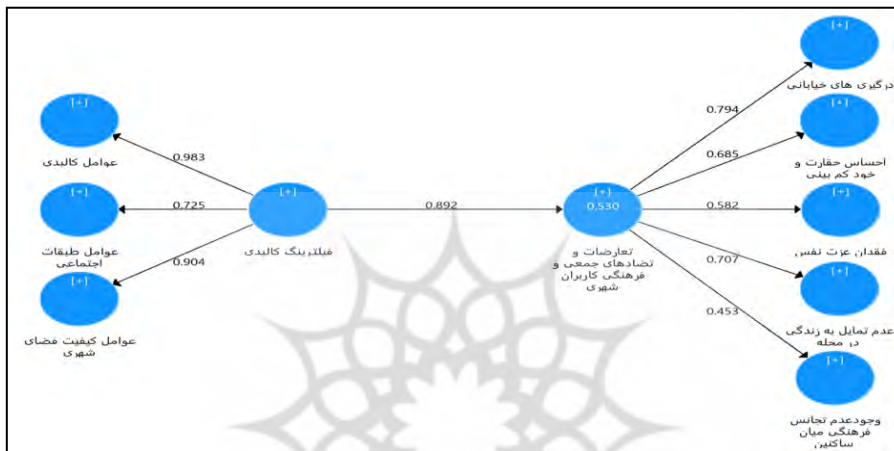 [+]
درگیری های خیابانی
[+]
عوامل کالبدی
0.983
0.794
[+]
احساس حقارت و
خود کم بینی
0.685
[+]
عوامل طبقات
اجتماعی
0.725
[+]
فیلترینگ کالبدی
0.892
[+]
0.530
تعارضات و
تضادهای جمعی و
فرهنگی کاربران
شهری
0.582
[+]
فقدان عزت نفس
0.904
[+]
عوامل کیفیت فضای
شهری
0.707
[+]
عدم تمایل به زندگی
در محله
0.453
[+]
وجودعدم تجانس
فرهنگی میان
ساکنین